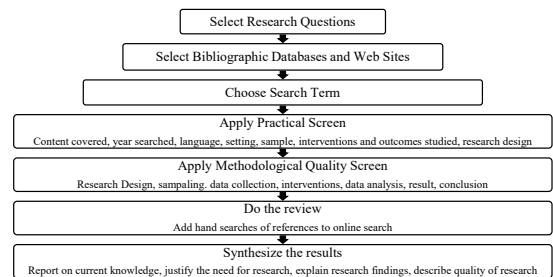 Select Research Questions
Select Bibliographic Databases and Web Sites
Choose Search Term
Apply Practical Screen
Content covered, year searched, language, setting, sample, interventions and outcomes studied, research design
Apply Methodological Quality Screen
Research Design, sampaling. data collection, interventions, data analysis, result, conclusion
Do the review
Add hand searches of references to online search
Synthesize the results
Report on current knowledge, justify the need for research, explain research findings, describe quality of research